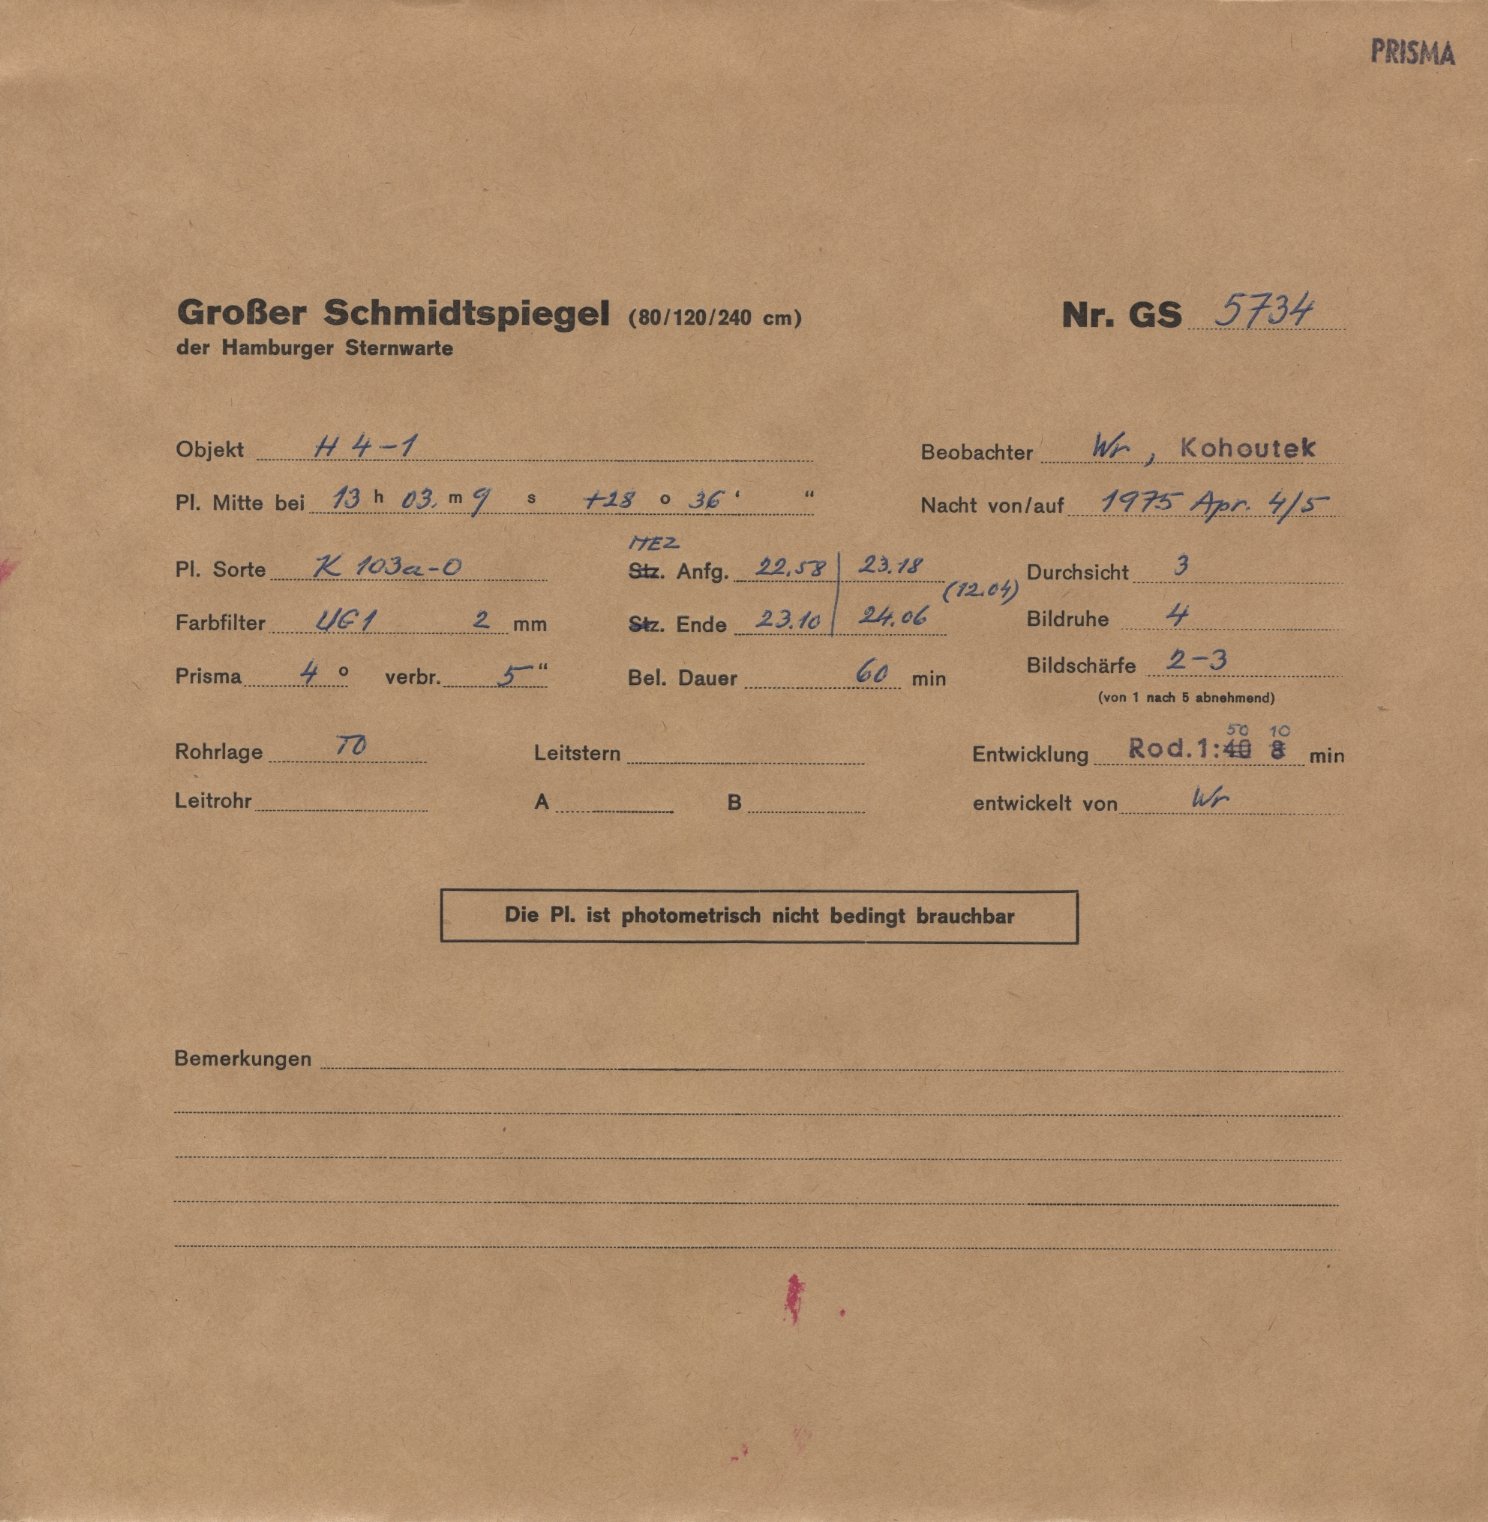 PRISMA
Großer Schmidtspiegel (80/120/240 cm) Nr. GS 5734
der Hamburger Sternwarte
Objekt H 4-1 Beobachter Wr, Kohoutek
Pl. Mitte bei 13 h 03. m 9 s +28 o 36 ' “ Nacht von/auf 1975 Apr. 4/5
MEZ
Pl. Sorte K 103a-O Stz. Anfg. 22.58 | 23.18 Durchsicht 3
(12.04)
Farbfilter UG1 2 mm Stz. Ende 23.10 | 24.06 Bildruhe 4
Prisma 4 o verbr. 5 “ Bel. Dauer 60 min Bildschärfe 2-3
(von 1 nach 5 abnehmend)
50 10
Rohrlage TO Leitstern Entwicklung Rod.1:40 8 min
Leitrohr A B entwickelt von Wr
Die Pl. ist photometrisch nicht bedingt brauchbar
Bemerkungen